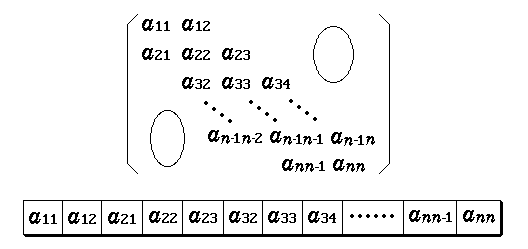 a11 a12
a21 a22 a23
a32 a33 a34
an-1n-2 an-1n-1 an-1n
ann-1 ann
a11 a12 a21 a22 a23 a32 a33 a34 ······ ann-1 ann